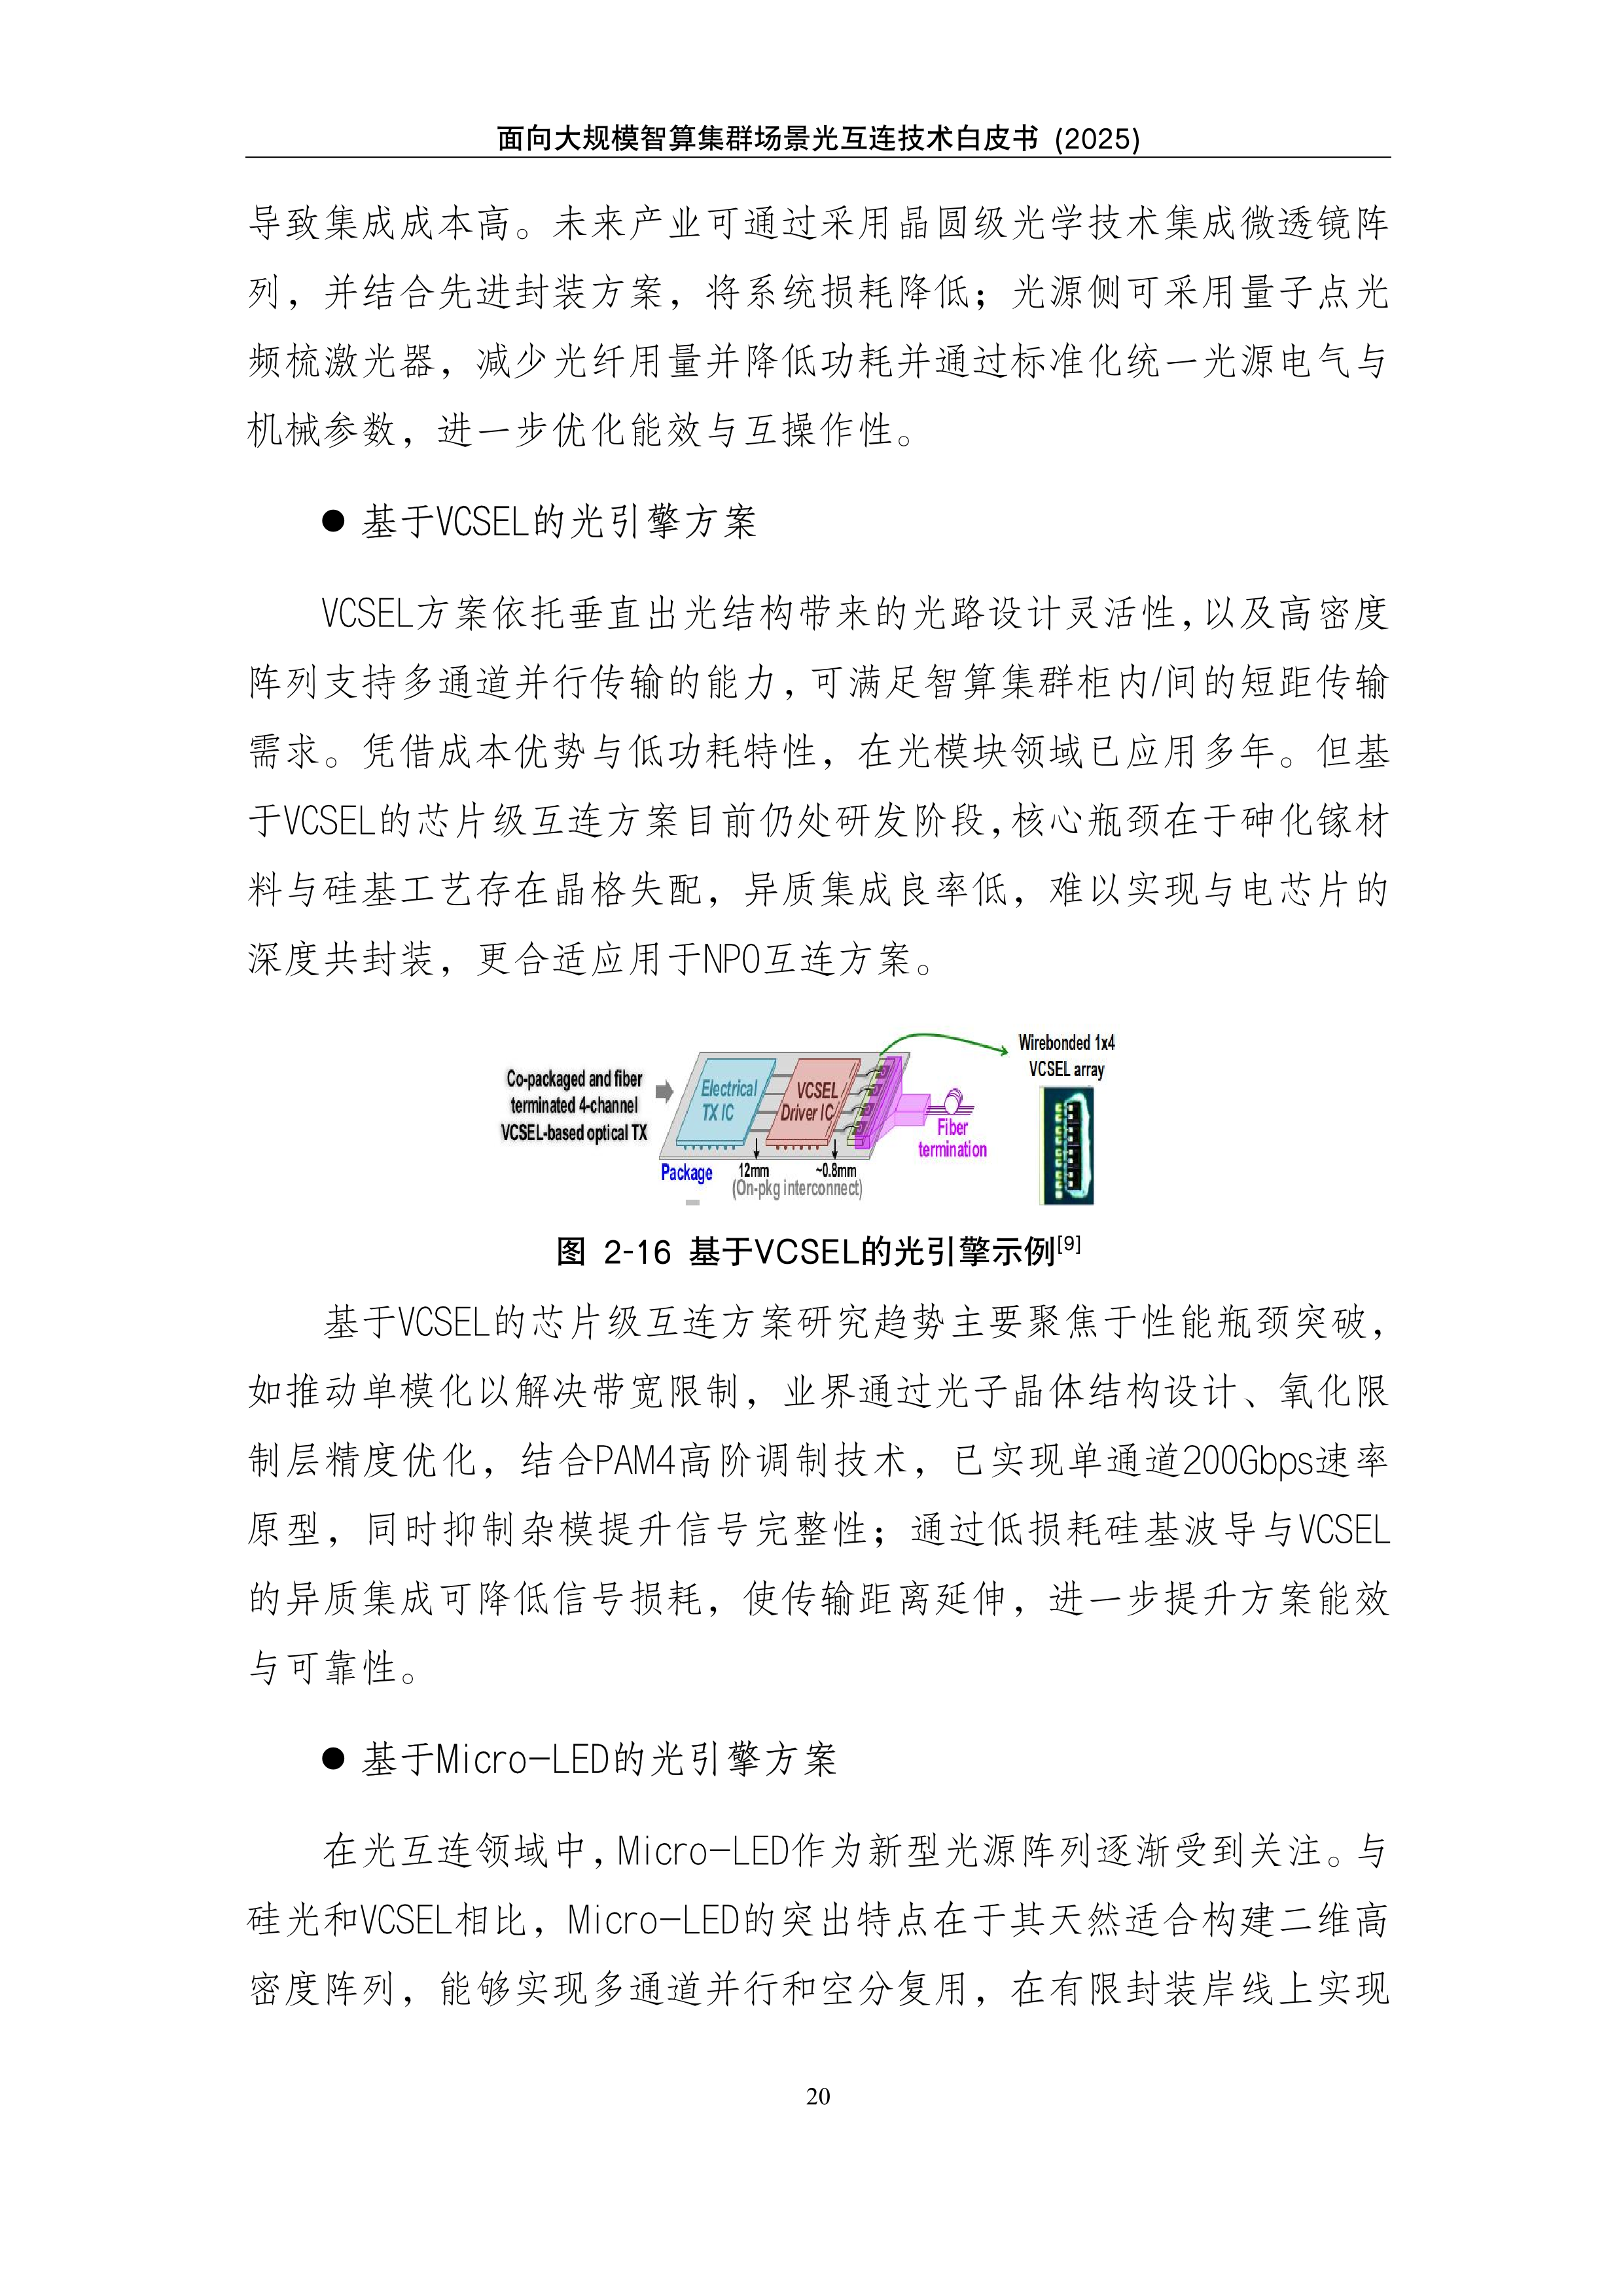 面向大规模智算集群场景光互连技术白皮书 (2025)
导致集成成本高。未来产业可通过采用晶圆级光学技术集成微透镜阵
列，并结合先进封装方案，将系统损耗降低；光源侧可采用量子点光
频梳激光器，减少光纤用量并降低功耗并通过标准化统一光源电气与
机械参数，进一步优化能效与互操作性。
● 基于VCSEL的光引擎方案
VCSEL方案依托垂直出光结构带来的光路设计灵活性，以及高密度
阵列支持多通道并行传输的能力，可满足智算集群柜内/间的短距传输
需求。凭借成本优势与低功耗特性，在光模块领域已应用多年。但基
于VCSEL的芯片级互连方案目前仍处研发阶段，核心瓶颈在于砷化镓材
料与硅基工艺存在晶格失配，异质集成良率低，难以实现与电芯片的
深度共封装，更合适应用于NPO互连方案。
Co-packaged and fiber
terminated 4-channel
VCSEL-based optical TX
Electrical
TX IC
VCSEL
Driver IC
Wirebonded 1x4
VCSEL array
Fiber
termination
Package
12mm
~0.8mm
(On-pkg interconnect)
图 2-16 基于VCSEL的光引擎示例[9]
基于VCSEL的芯片级互连方案研究趋势主要聚焦于性能瓶颈突破，
如推动单模化以解决带宽限制，业界通过光子晶体结构设计、氧化限
制层精度优化，结合PAM4高阶调制技术，已实现单通道200Gbps速率
原型，同时抑制杂模提升信号完整性；通过低损耗硅基波导与VCSEL
的异质集成可降低信号损耗，使传输距离延伸，进一步提升方案能效
与可靠性。
● 基于Micro-LED的光引擎方案
在光互连领域中，Micro-LED作为新型光源阵列逐渐受到关注。与
硅光和VCSEL相比，Micro-LED的突出特点在于其天然适合构建二维高
密度阵列，能够实现多通道并行和空分复用，在有限封装岸线上实现
20